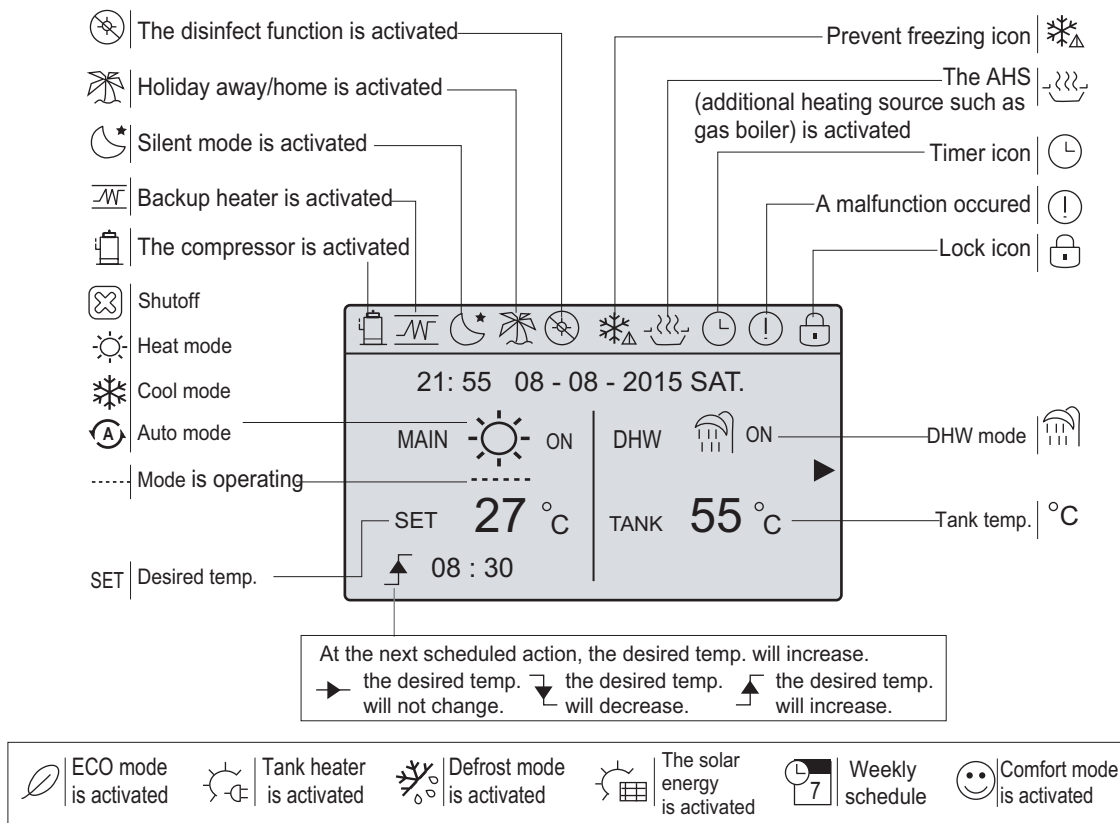 The disinfect function is activated
Holiday away/home is activated
Silent mode is activated
Backup heater is activated
The compressor is activated
Shutoff
Heat mode
Cool mode
A Auto mode
Mode is operating
SET Desired temp.
Prevent freezing icon
The AHS
(additional heating source such as
gas boiler) is activated
Timer icon
A malfunction occured
Lock icon
DHW mode
Tank temp. °C
21: 55 08 - 08 - 2015 SAT.
MAIN ON DHW ON
SET 27 °C TANK 55 °C
08 : 30
At the next scheduled action, the desired temp. will increase.
the desired temp.
will not change.
the desired temp.
will decrease.
the desired temp.
will increase.
ECO mode
is activated
Tank heater
is activated
Defrost mode
is activated
The solar
energy
is activated
7
Weekly
schedule
Comfort mode
is activated